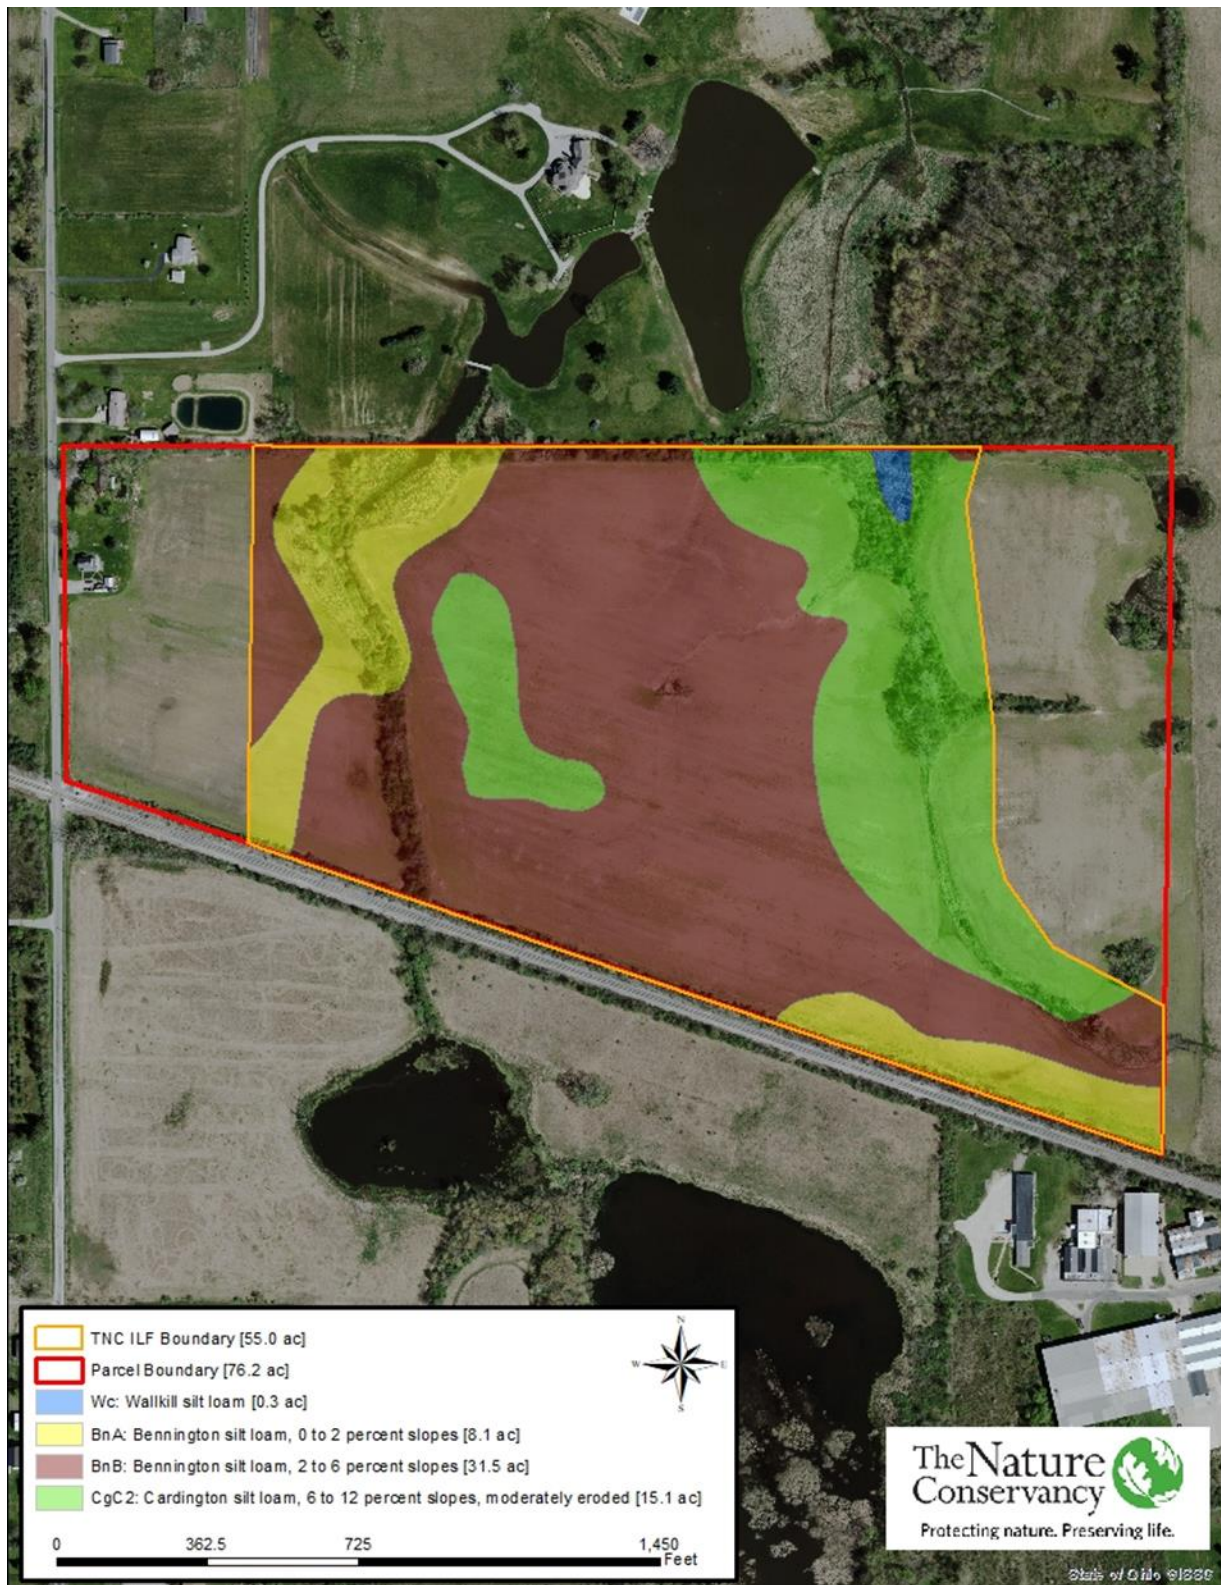 TNC ILF Boundary [55.0 ac]
Parcel Boundary [76.2 ac]
Wc: Wallkill silt loam [0.3 ac]
BnA: Bennington silt loam, 0 to 2 percent slopes [8.1 ac]
BnB: Bennington silt loam, 2 to 6 percent slopes [31.5 ac]
CgC2: Cardington silt loam, 6 to 12 percent slopes, moderately eroded [15.1 ac]
N
W E
S
0 362.5 725 1,450
Feet
The Nature
Conservancy
Protecting nature. Preserving life.
State of Ohio